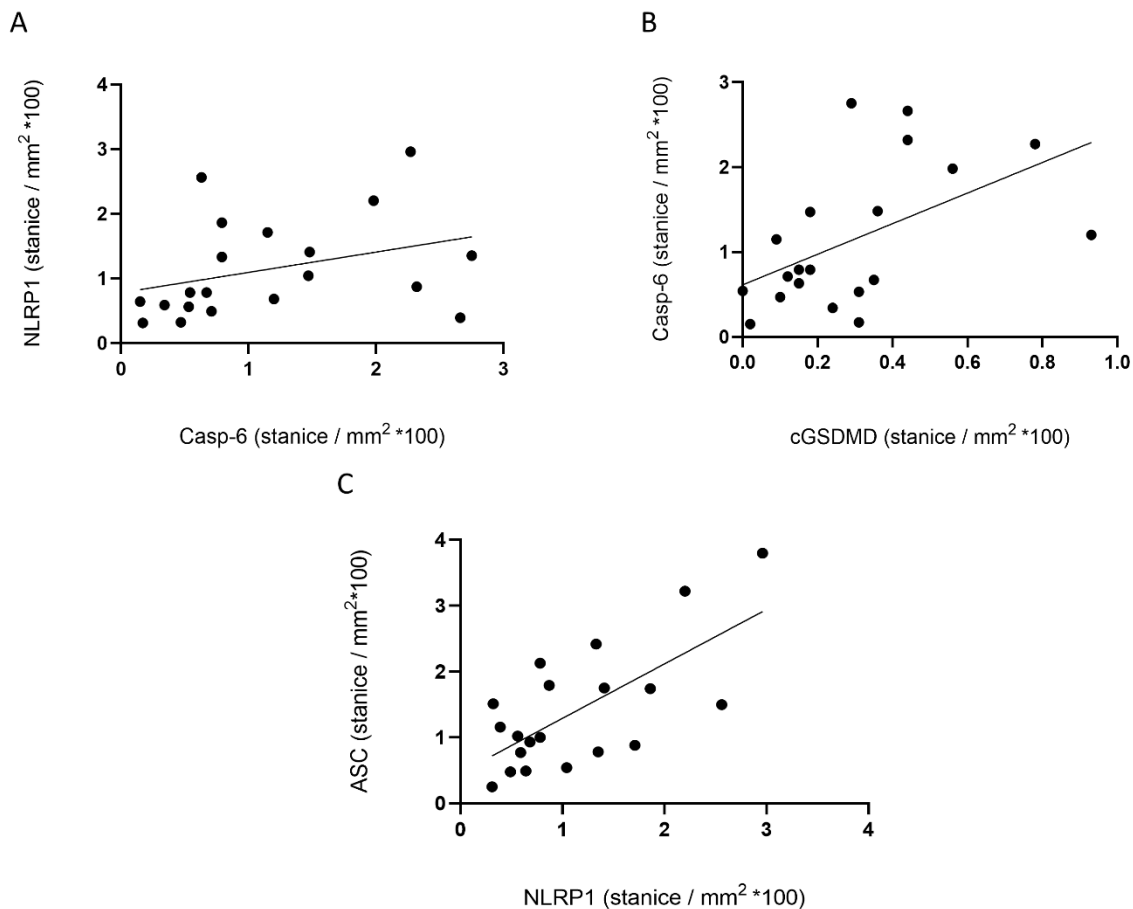 A
NLRP1 (stanice / mm² *100)
4
3
2
1
0
0 1 2 3
Casp-6 (stanice / mm² *100)
B
Casp-6 (stanice / mm² *100)
3
2
1
0
0.0 0.2 0.4 0.6 0.8 1.0
cGSDMD (stanice / mm² *100)
C
ASC (stanice / mm²*100)
4
3
2
1
0
0 1 2 3 4
NLRP1 (stanice / mm² *100)